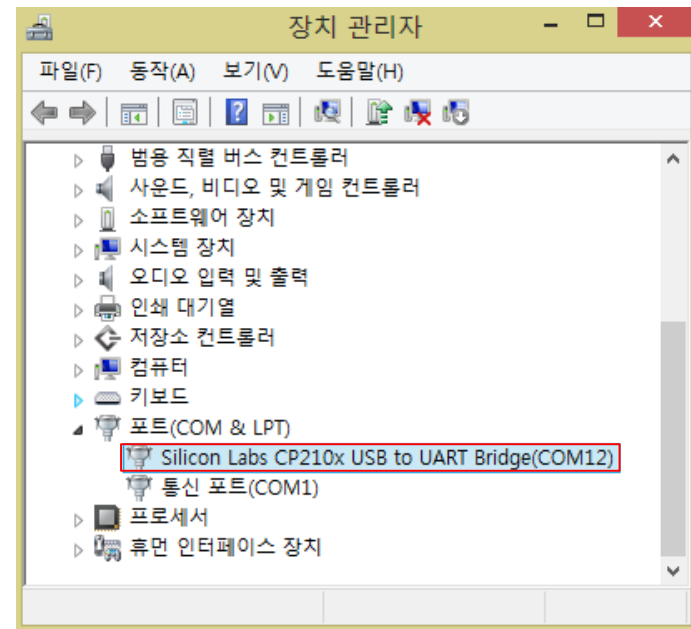 장치 관리자
파일(F) 동작(A) 보기(V) 도움말(H)
범용 직렬 버스 컨트롤러
사운드, 비디오 및 게임 컨트롤러
소프트웨어 장치
시스템 장치
오디오 입력 및 출력
인쇄 대기열
저장소 컨트롤러
컴퓨터
키보드
포트(COM & LPT)
Silicon Labs CP210x USB to UART Bridge(COM12)
통신 포트(COM1)
프로세서
휴먼 인터페이스 장치